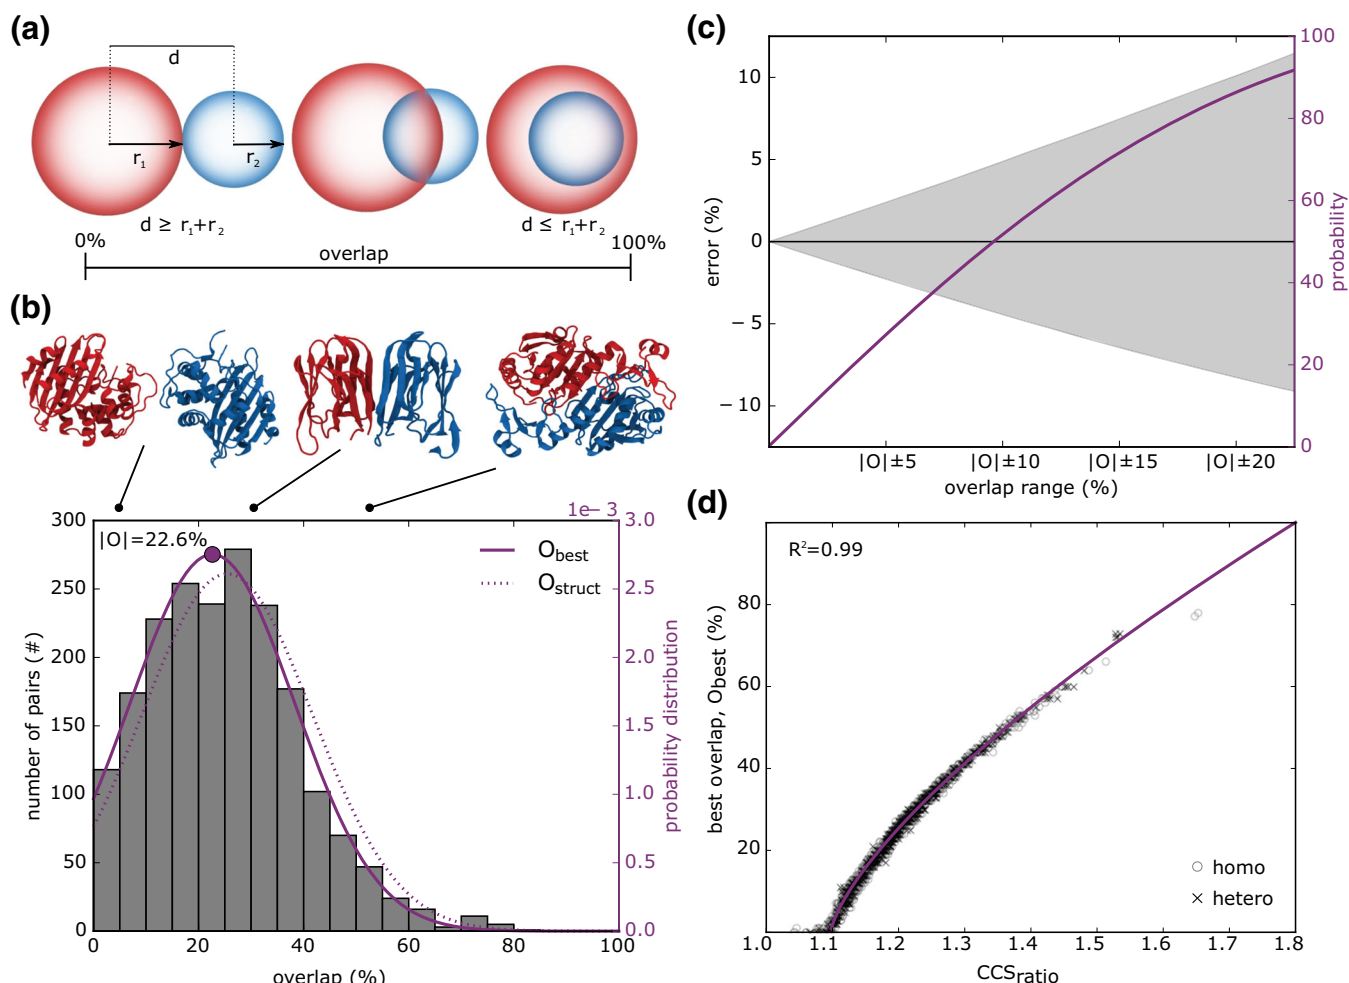 (a)
d
r1
r2
d ≥ r1+r2
d ≤ r1+r2
0%
overlap
100%
(b)
|O|=22.6%
1e−3
Obest
Ostruct
300
250
200
150
100
50
0
number of pairs (#)
3.0
2.5
2.0
1.5
1.0
0.5
0.0
probability distribution
0
20
40
60
80
100
overlap (%)
(c)
10
5
0
−5
−10
error (%)
100
80
60
40
20
0
probability
|O|±5
|O|±10
|O|±15
|O|±20
overlap range (%)
(d)
R²=0.99
80
60
40
20
best overlap, Obest (%)
homo
hetero
1.0
1.1
1.2
1.3
1.4
1.5
1.6
1.7
1.8
CCSratio